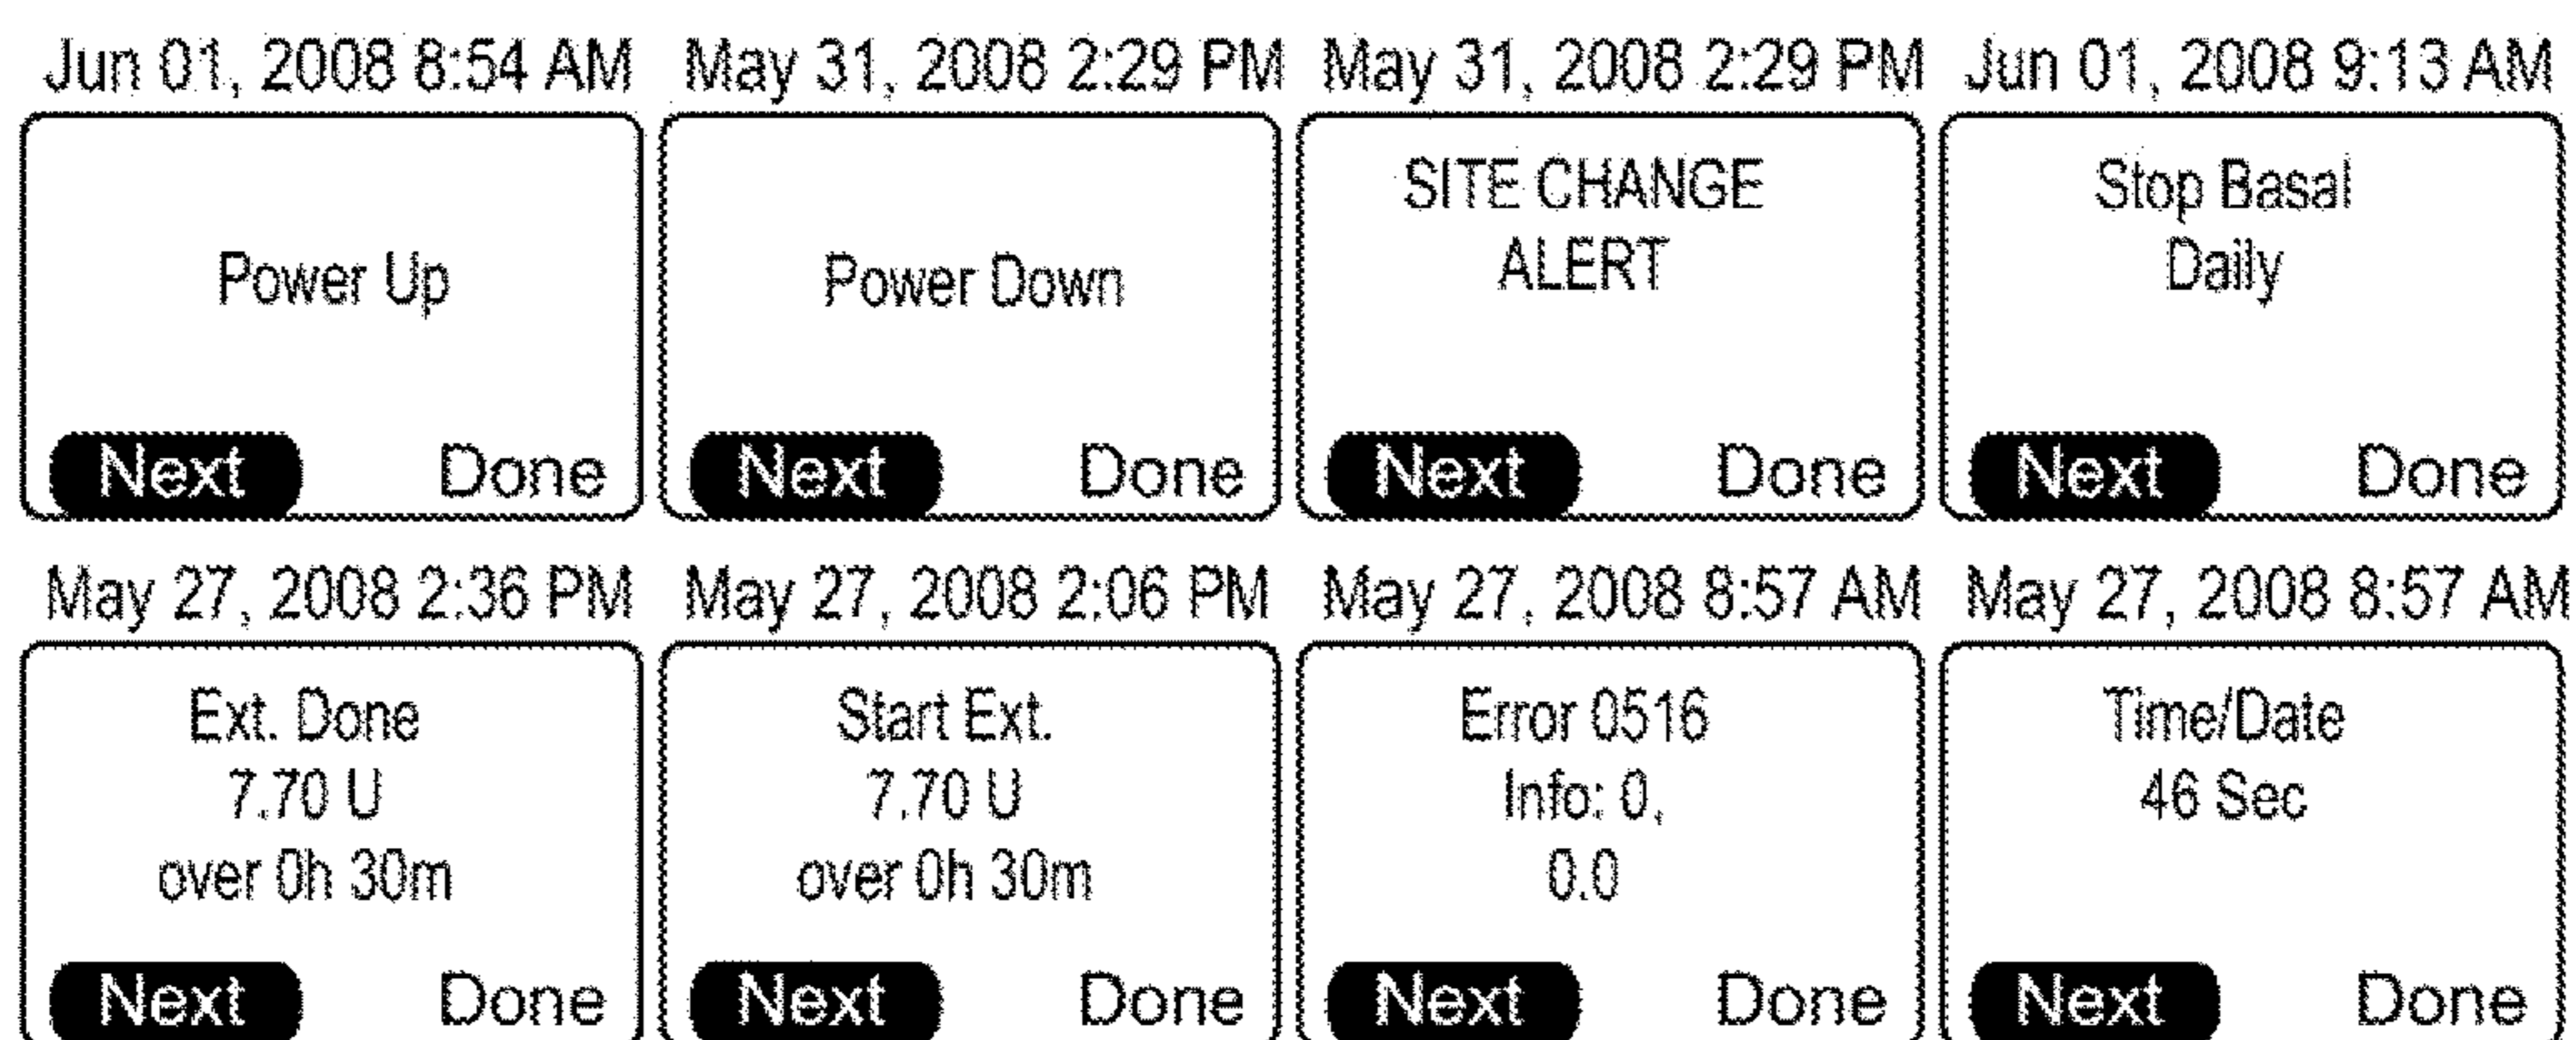 Jun 01, 2008 8:54 AM
Power Up
Next Done
May 31, 2008 2:29 PM
Power Down
Next Done
May 31, 2008 2:29 PM
SITE CHANGE
ALERT
Next Done
Jun 01, 2008 9:13 AM
Stop Basal
Daily
Next Done
May 27, 2008 2:36 PM
Ext. Done
7.70 U
over 0h 30m
Next Done
May 27, 2008 2:06 PM
Start Ext.
7.70 U
over 0h 30m
Next Done
May 27, 2008 8:57 AM
Error 0516
Info: 0,
0.0
Next Done
May 27, 2008 8:57 AM
Time/Date
46 Sec
Next Done